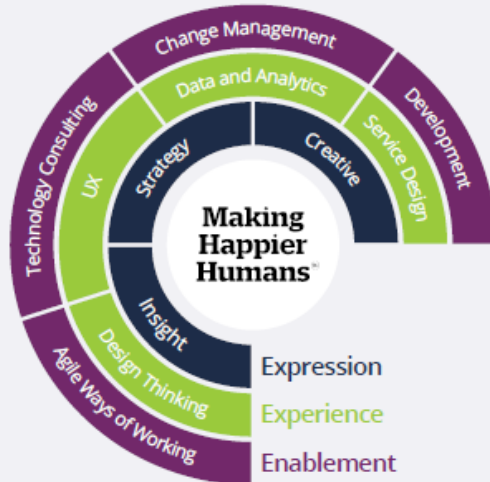 Change Management
Data and Analytics
Development
Technology Consulting
Service Design
UX
Strategy
Creative
Making
Happier
Humans
Insight
Design Thinking
Agile Ways of Working
Expression
Experience
Enablement